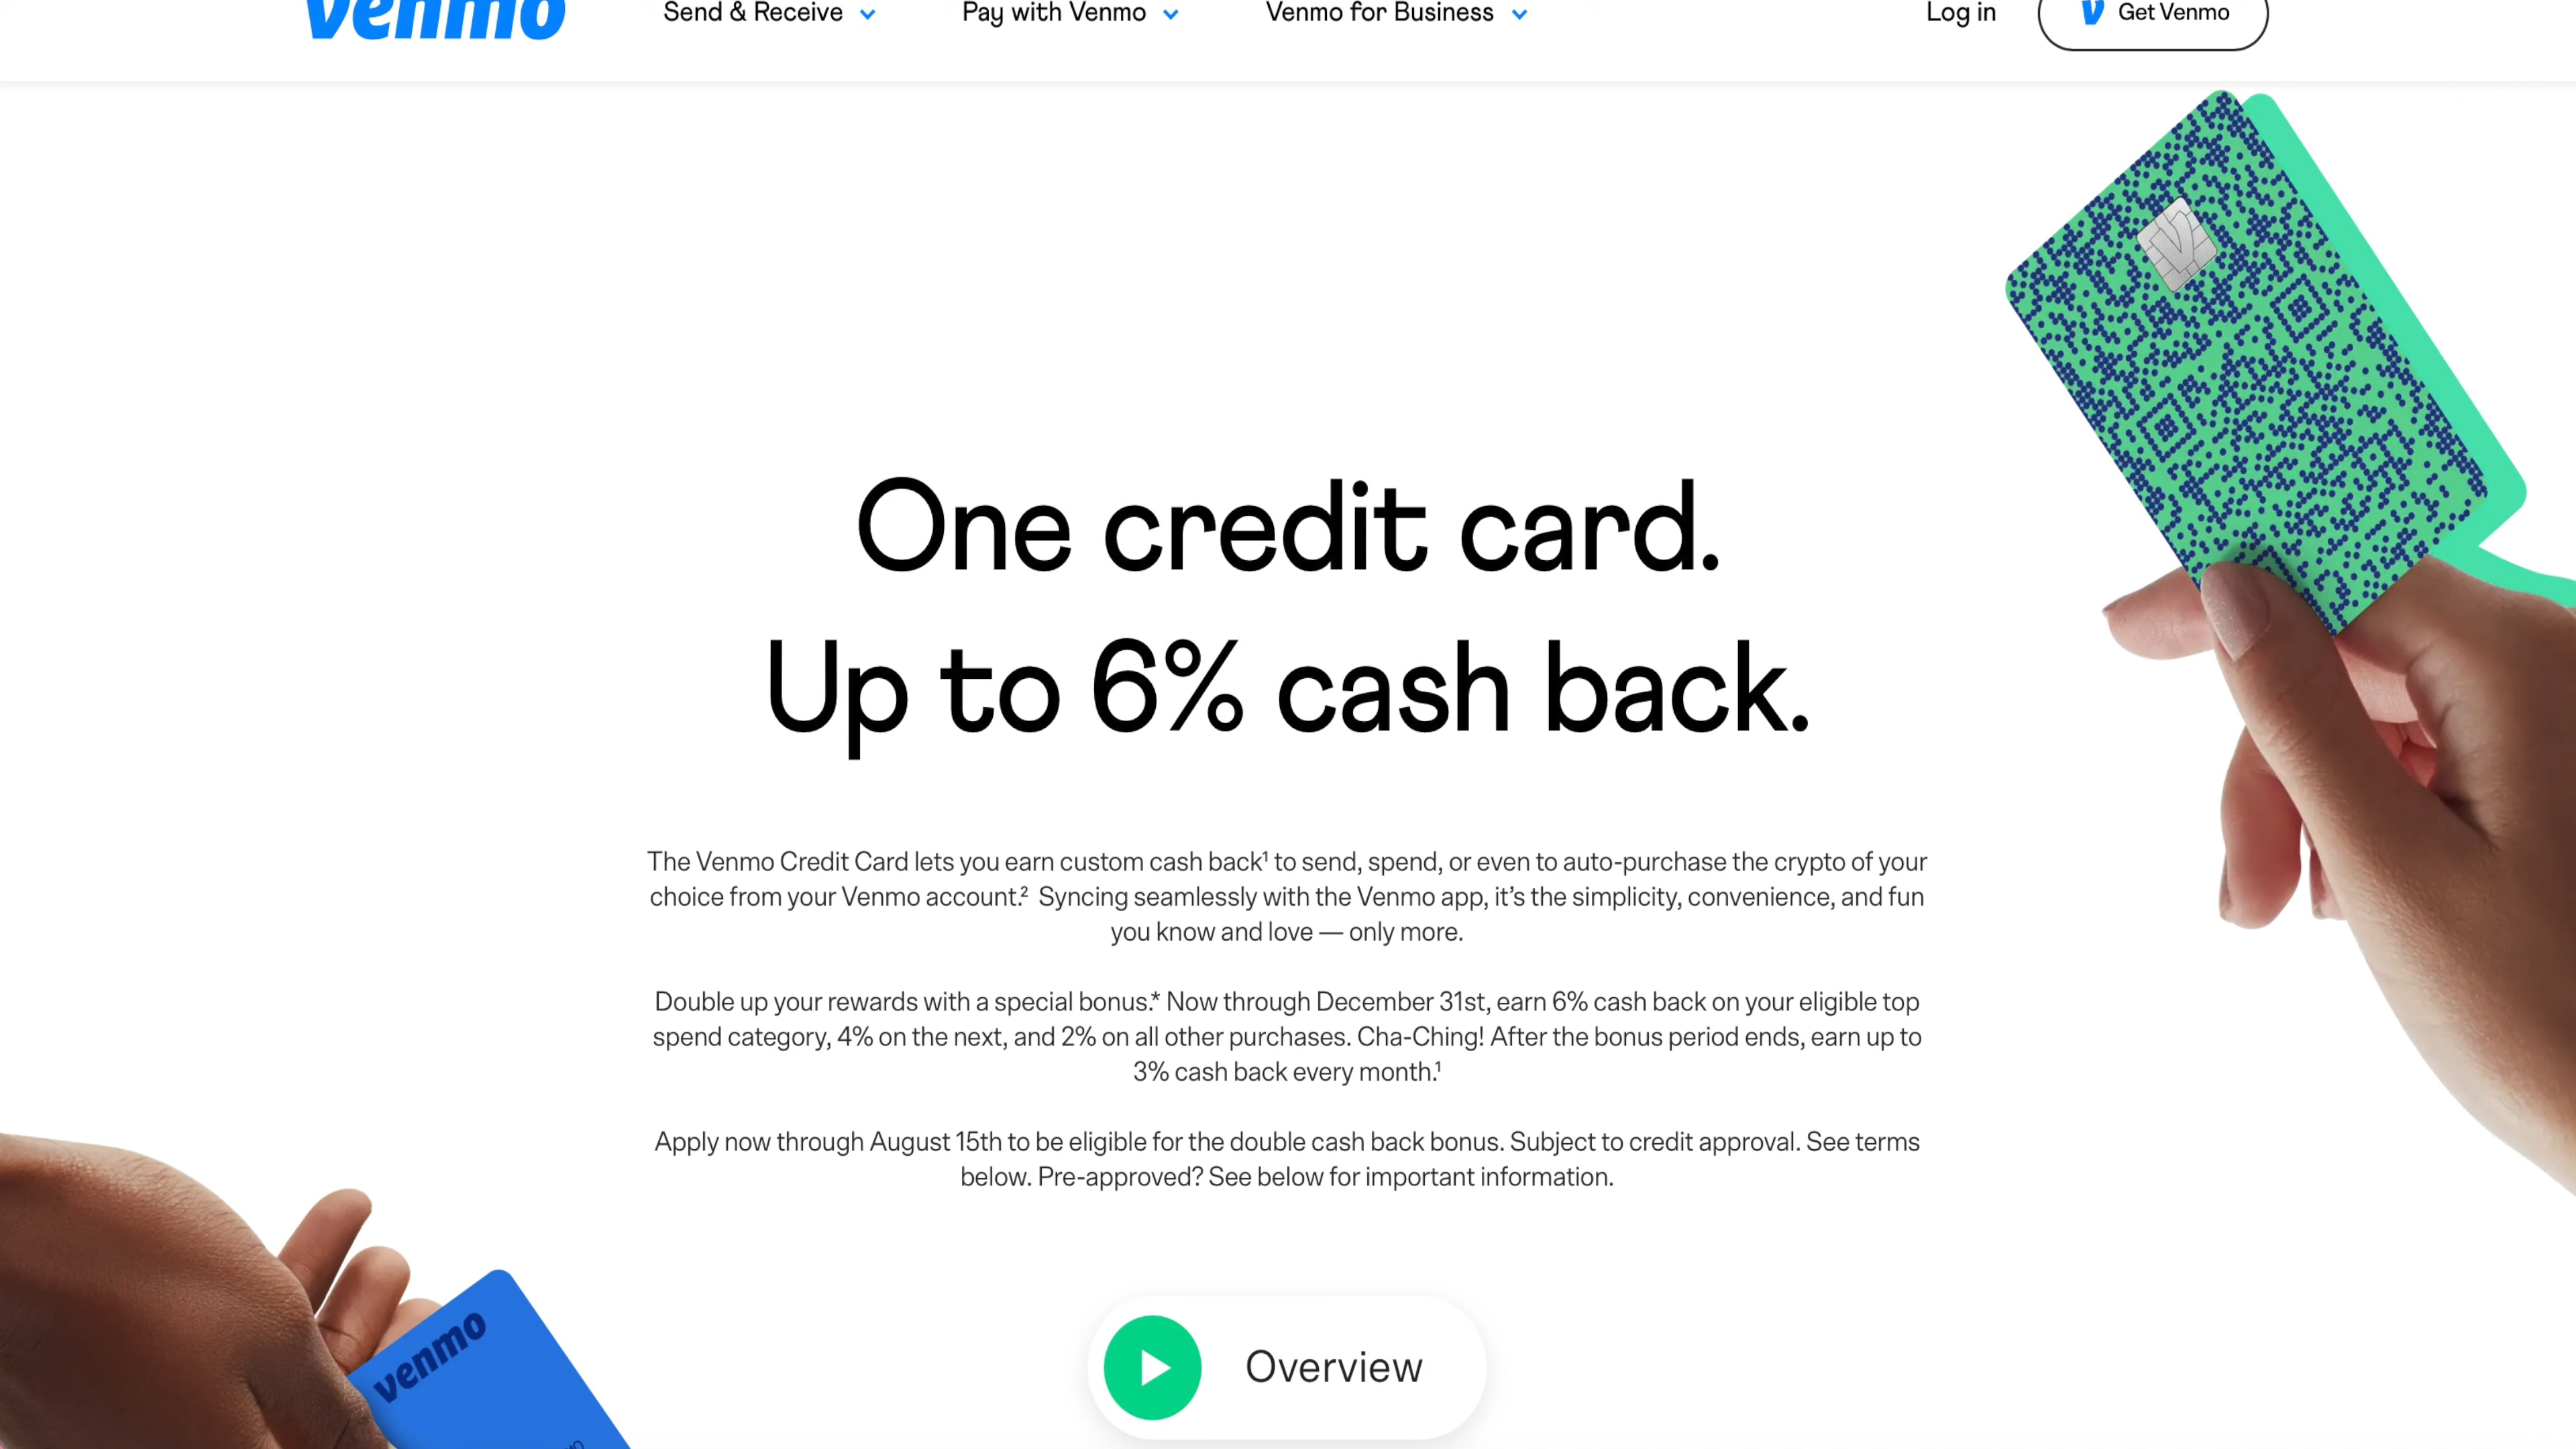 venmo
Send & Receive
Pay with Venmo
Venmo for Business
Log in
Get Venmo
One credit card.
Up to 6% cash back.
The Venmo Credit Card lets you earn custom cash back¹ to send, spend, or even to auto-purchase the crypto of your
choice from your Venmo account.² Syncing seamlessly with the Venmo app, it’s the simplicity, convenience, and fun
you know and love — only more.
Double up your rewards with a special bonus.* Now through December 31st, earn 6% cash back on your eligible top
spend category, 4% on the next, and 2% on all other purchases. Cha-Ching! After the bonus period ends, earn up to
3% cash back every month.¹
Apply now through August 15th to be eligible for the double cash back bonus. Subject to credit approval. See terms
below. Pre-approved? See below for important information.
venmo
Overview